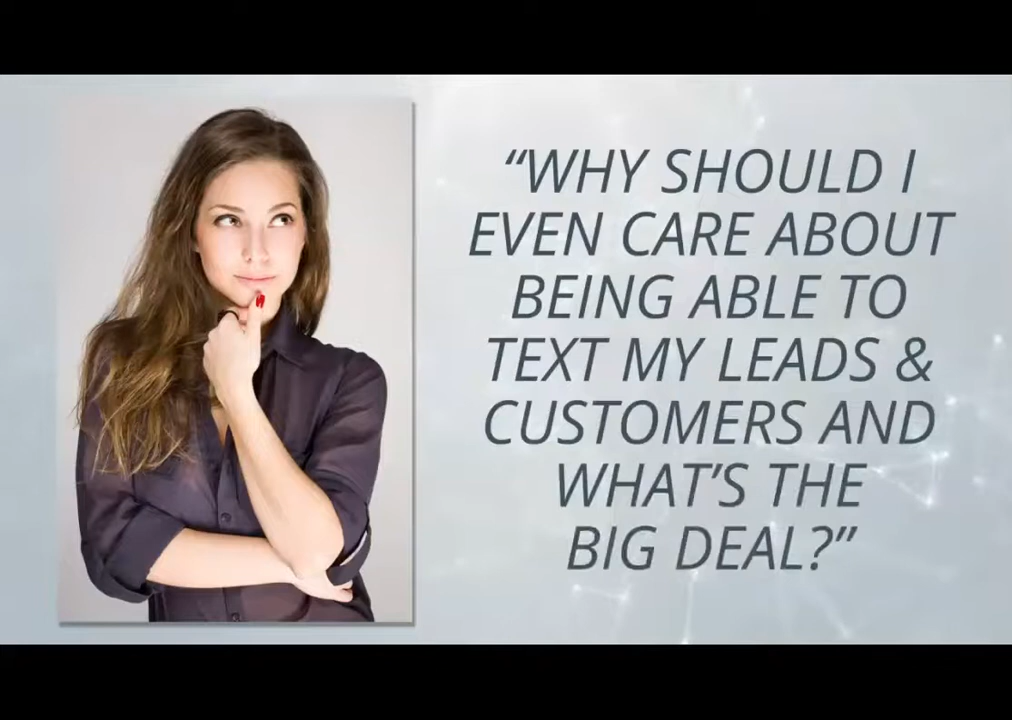 “WHY SHOULD I
EVEN CARE ABOUT
BEING ABLE TO
TEXT MY LEADS &
CUSTOMERS AND
WHAT’S THE
BIG DEAL?”